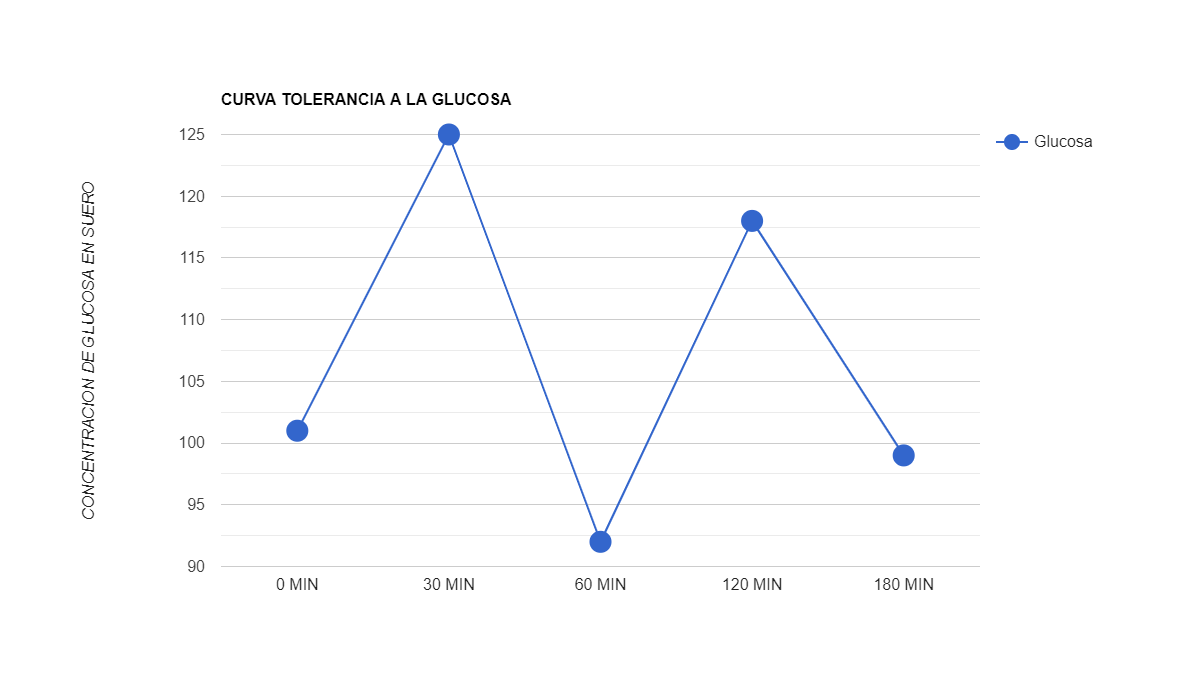 CURVA TOLERANCIA A LA GLUCOSA
Glucosa
CONCENTRACION DE GLUCOSA EN SUERO
125
120
115
110
105
100
95
90
0 MIN
30 MIN
60 MIN
120 MIN
180 MIN